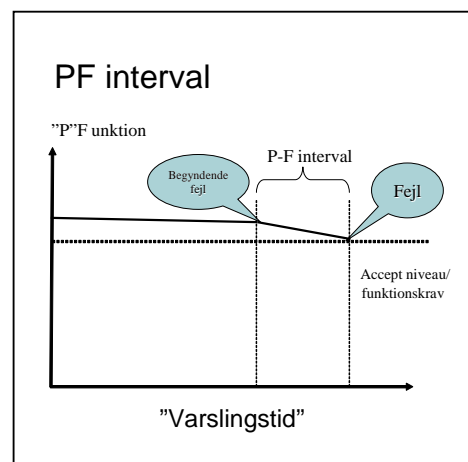 PF interval
”P”F unktion
P-F interval
Begyndende
fejl
Fejl
Accept niveau/
funktionskrav
”Varslingstid”